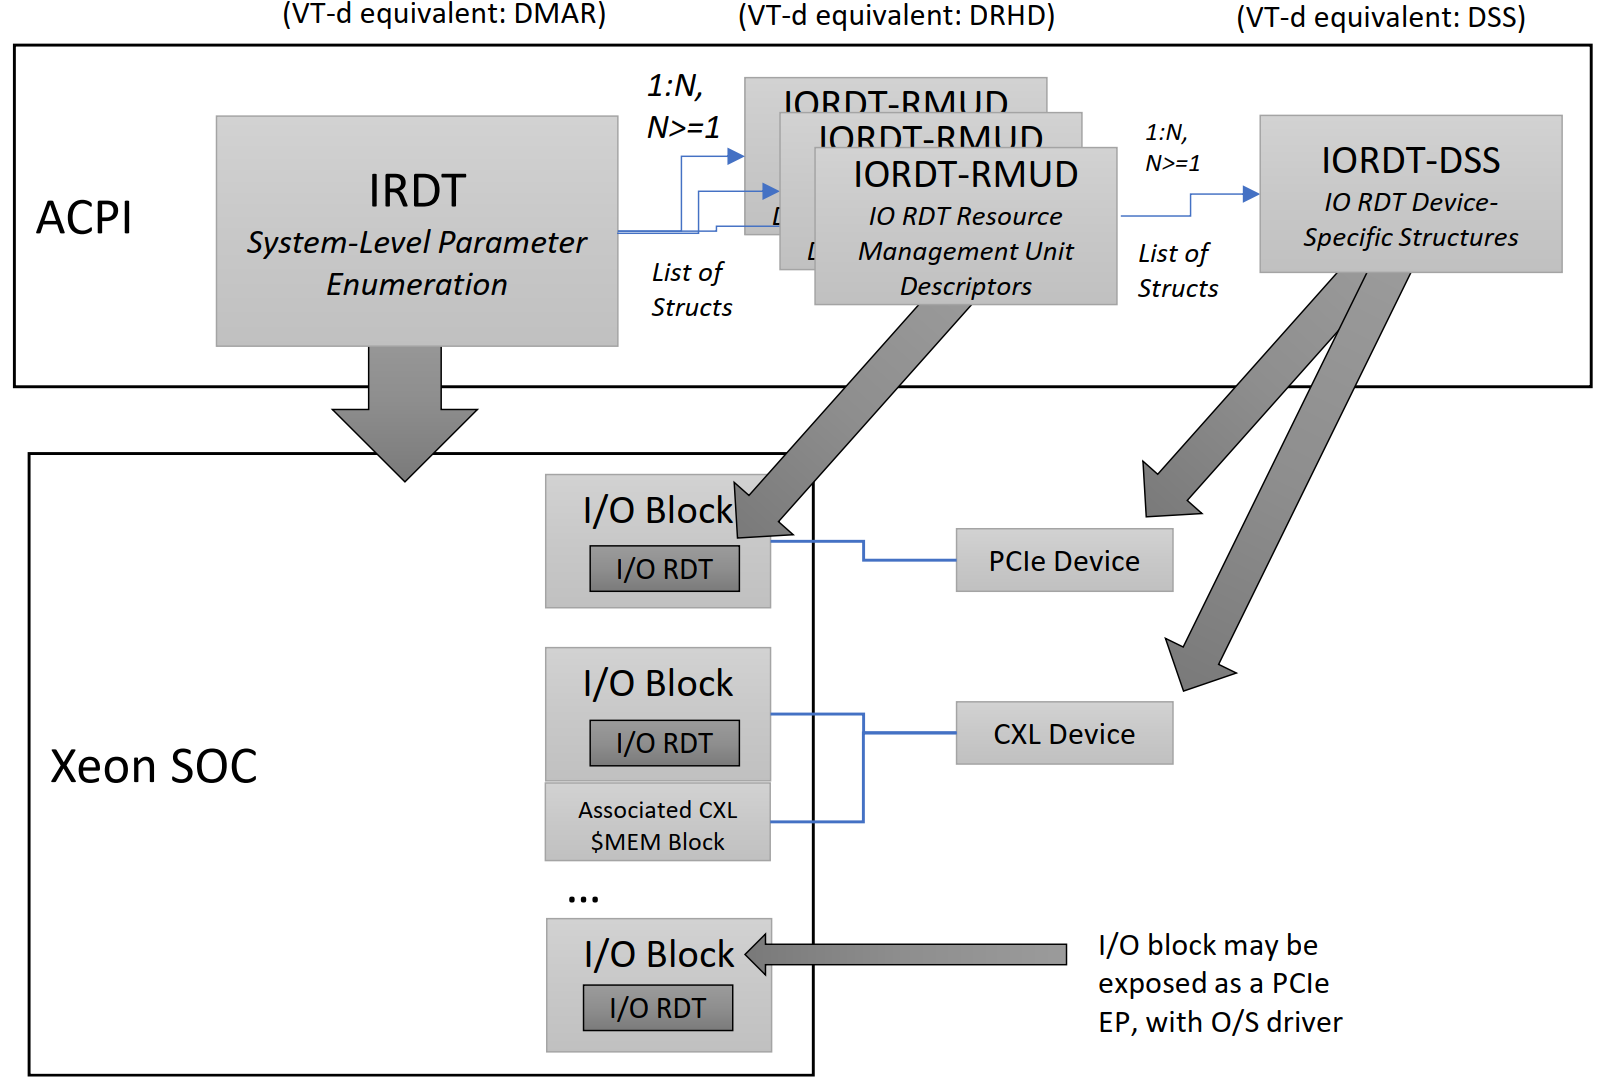 (VT-d equivalent: DMAR)
(VT-d equivalent: DRHD)
(VT-d equivalent: DSS)
ACPI
IRDT
System-Level Parameter
Enumeration
1:N,
N>=1
List of
Structs
IORDT-RMUD
D
IORDT-RMUD
D
IORDT-RMUD
IO RDT Resource
Management Unit
Descriptors
1:N,
N>=1
List of
Structs
IORDT-DSS
IO RDT Device-
Specific Structures
Xeon SOC
I/O Block
I/O RDT
PCIe Device
I/O Block
I/O RDT
Associated CXL
$MEM Block
CXL Device
...
I/O Block
I/O RDT
I/O block may be
exposed as a PCIe
EP, with O/S driver